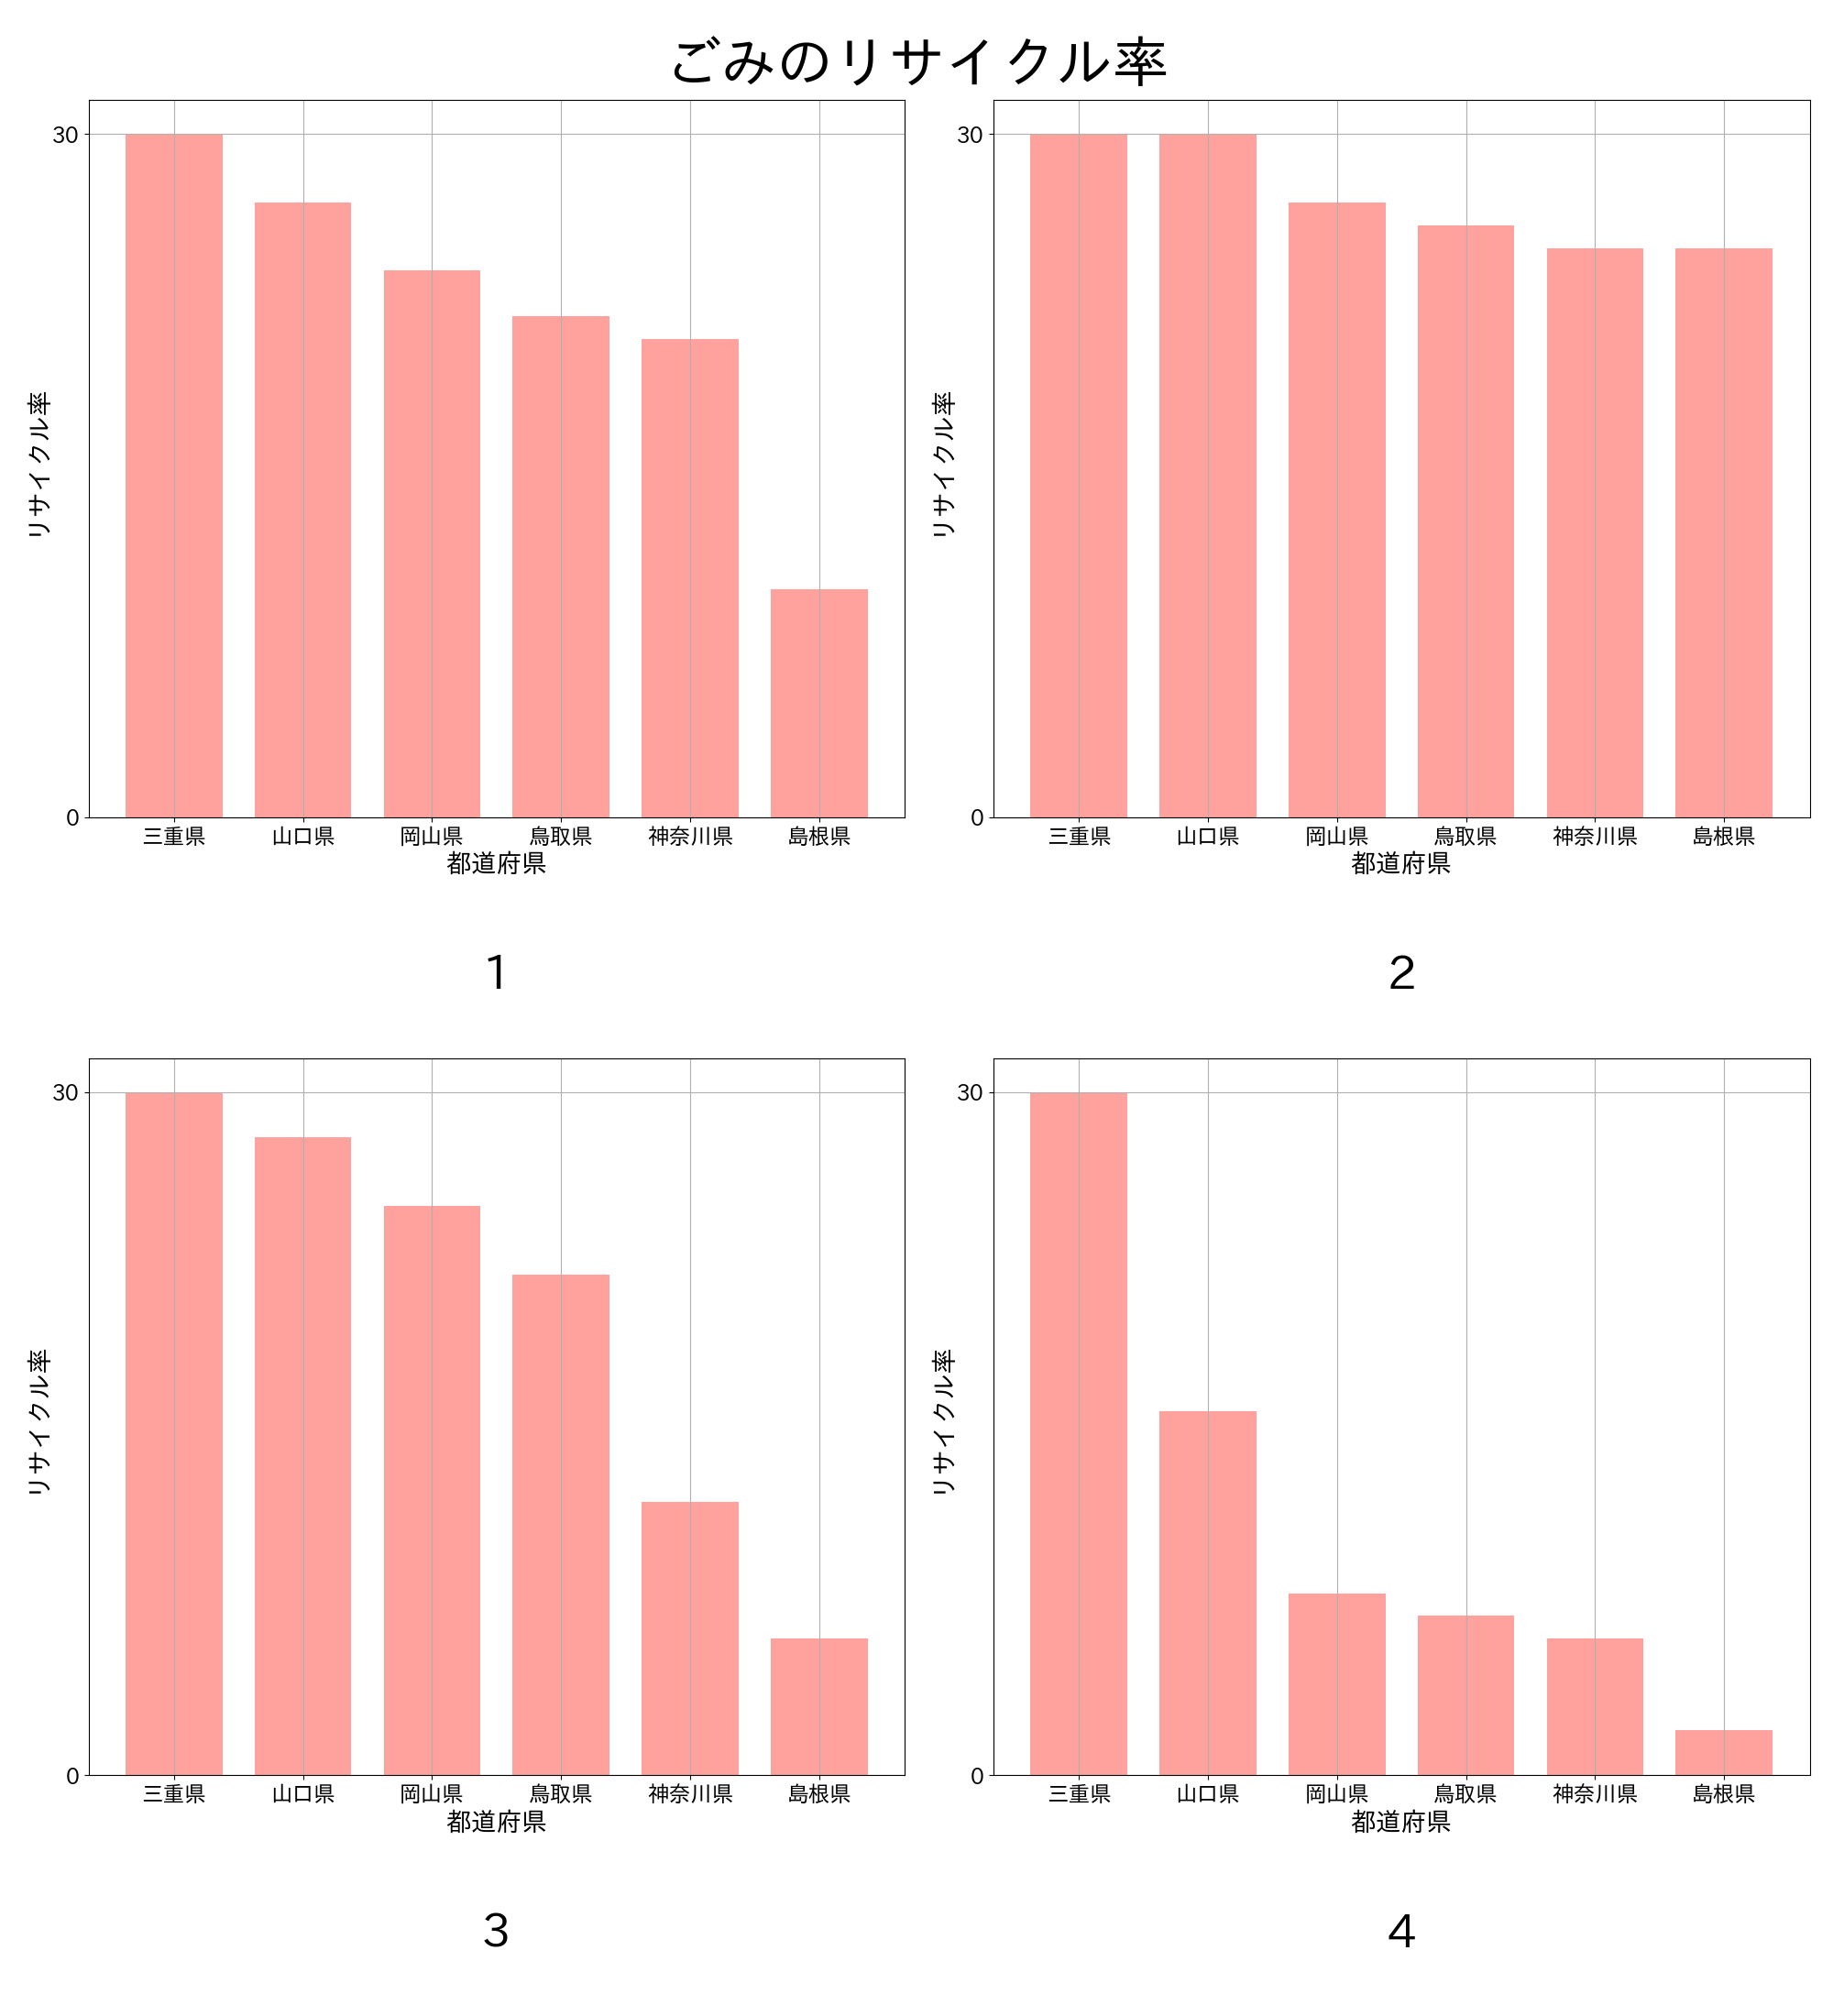 ごみのリサイクル率
30
0
リサイクル率
三重県 山口県 岡山県 鳥取県 神奈川県 島根県
都道府県
1
30
0
リサイクル率
三重県 山口県 岡山県 鳥取県 神奈川県 島根県
都道府県
2
30
0
リサイクル率
三重県 山口県 岡山県 鳥取県 神奈川県 島根県
都道府県
3
30
0
リサイクル率
三重県 山口県 岡山県 鳥取県 神奈川県 島根県
都道府県
4